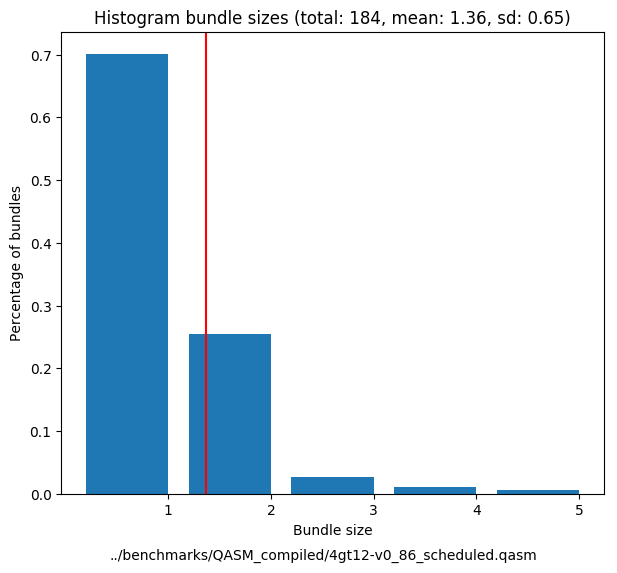 Histogram bundle sizes (total: 184, mean: 1.36, sd: 0.65)
Percentage of bundles
0.7
0.6
0.5
0.4
0.3
0.2
0.1
0.0
1 2 3 4 5
Bundle size
../benchmarks/QASM_compiled/4gt12-v0_86_scheduled.qasm